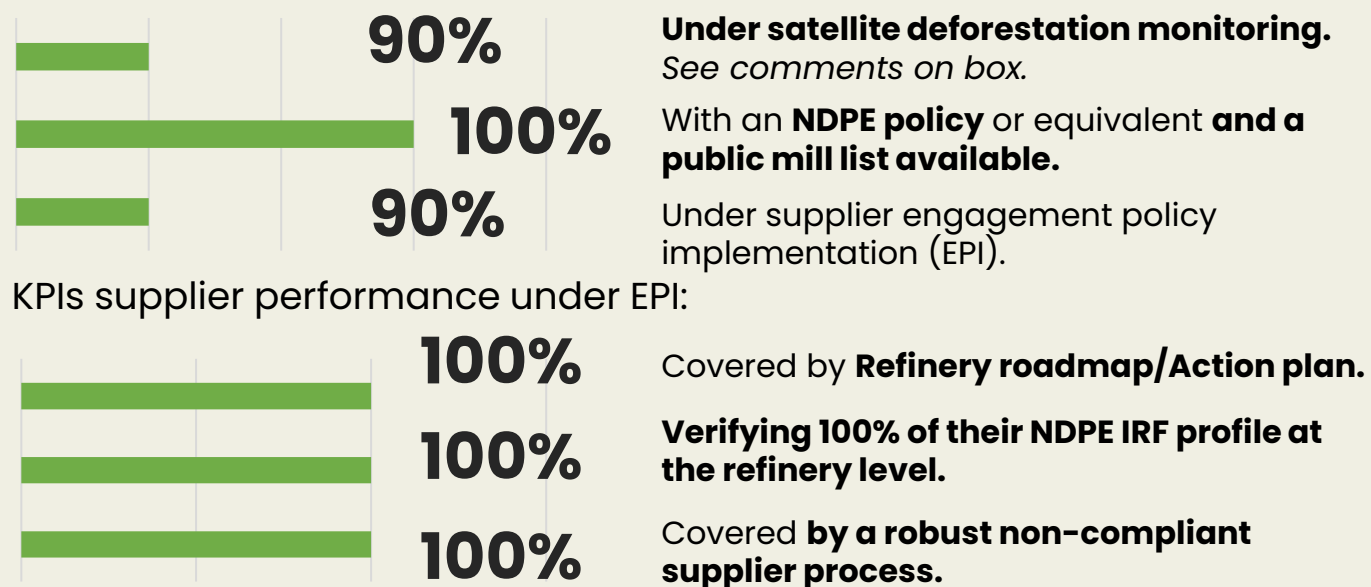 90%
Under satellite deforestation monitoring.
See comments on box.
100%
With an NDPE policy or equivalent and a
public mill list available.
90%
Under supplier engagement policy
implementation (EPI).
KPIs supplier performance under EPI:
100%
Covered by Refinery roadmap/Action plan.
100%
Verifying 100% of their NDPE IRF profile at
the refinery level.
100%
Covered by a robust non-compliant
supplier process.